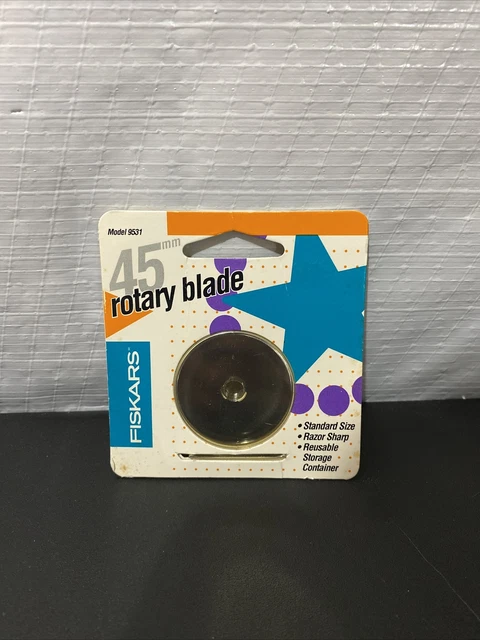 Model 9531
45mm
rotary blade
FISKARS®
• Standard Size
• Razor Sharp
• Reusable
Storage
Container